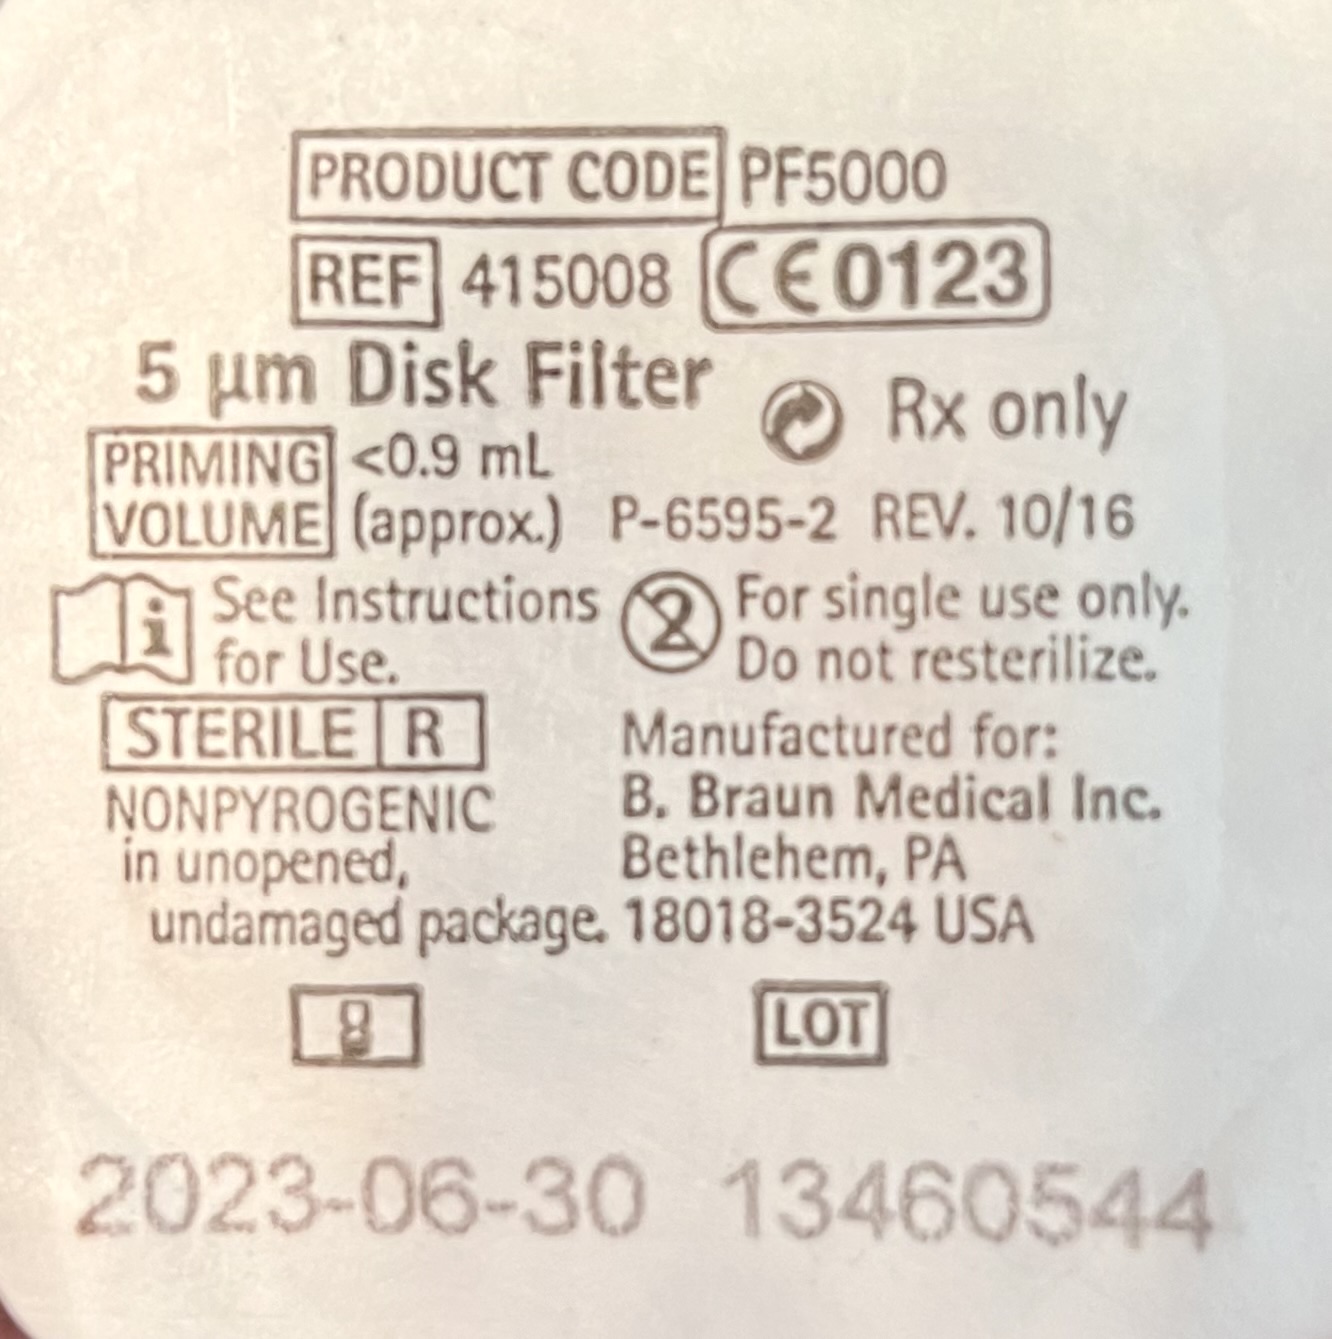 PRODUCT CODE PF5000
REF 415008 CE 0123
5 µm Disk Filter
Rx only
PRIMING VOLUME <0.9 mL (approx.)
P-6595-2 REV. 10/16
See Instructions
for Use.
For single use only.
Do not resterilize.
STERILE R
NONPYROGENIC
in unopened,
undamaged package.
Manufactured for:
B. Braun Medical Inc.
Bethlehem, PA
18018-3524 USA
LOT
2023-06-30 13460544